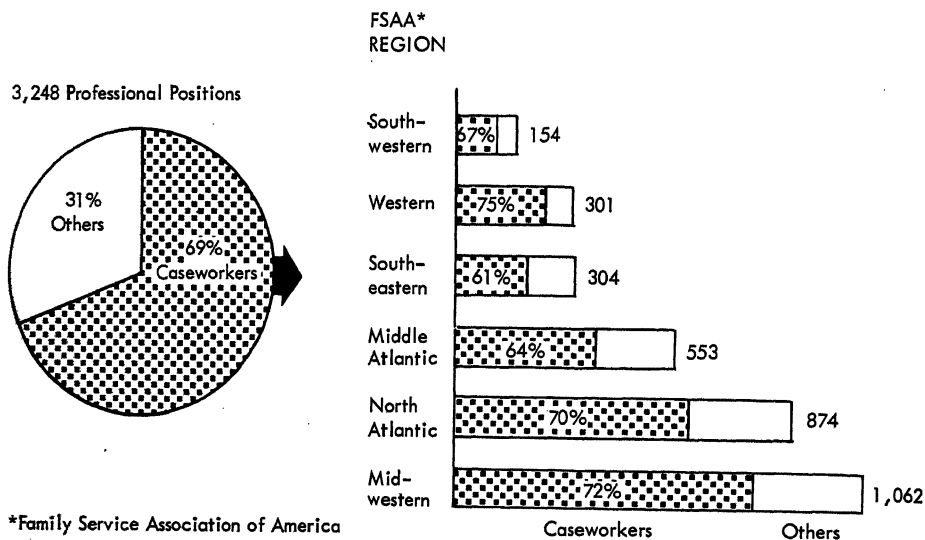 FSAA*
REGION
3,248 Professional Positions
31%
Others
69%
Caseworkers
South-
western
67%
154
Western
75%
301
South-
eastern
61%
304
Middle
Atlantic
64%
553
North
Atlantic
70%
874
Mid-
western
72%
1,062
Caseworkers
Others
*Family Service Association of America